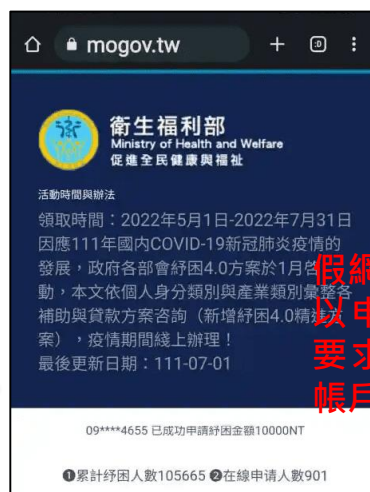 mogov.tw
衛生福利部
Ministry of Health and Welfare
促進全民健康與福祉
活動時間與辦法
領取時間：2022年5月1日-2022年7月31日
因應111年國內COVID-19新冠肺炎疫情的
發展，政府各部會紓困4.0方案於1月啓
動，本文依個人身分類別與產業類別彙整各
補助與貸款方案咨詢（新增紓困4.0精進方
案），疫情期間綫上辦理！
最後更新日期：111-07-01
假網
以申
要求
帳戶
09****4655 已成功申請紓困金額10000NT
❶累計纾困人數105665 ❷在線申请人數901